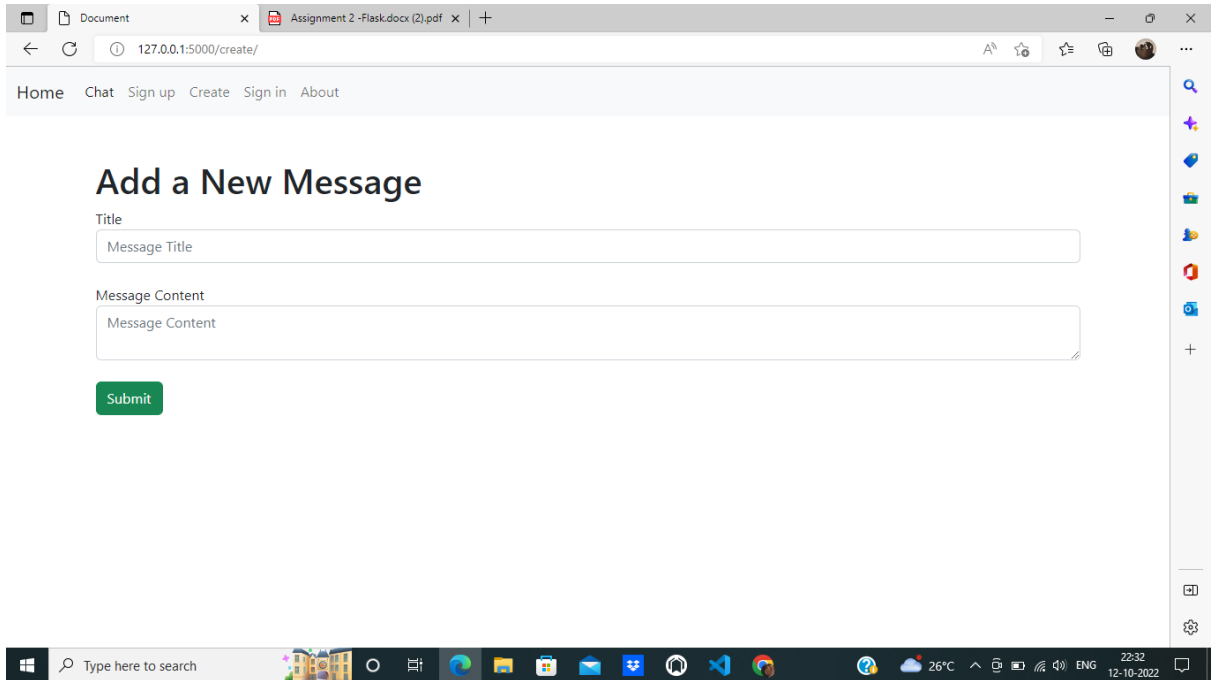 Document
Assignment 2 -Flask.docx (2).pdf
127.0.0.1:5000/create/
Home Chat Sign up Create Sign in About
Add a New Message
Title
Message Title
Message Content
Message Content
Submit
Type here to search
26°C
ENG
22:32
12-10-2022